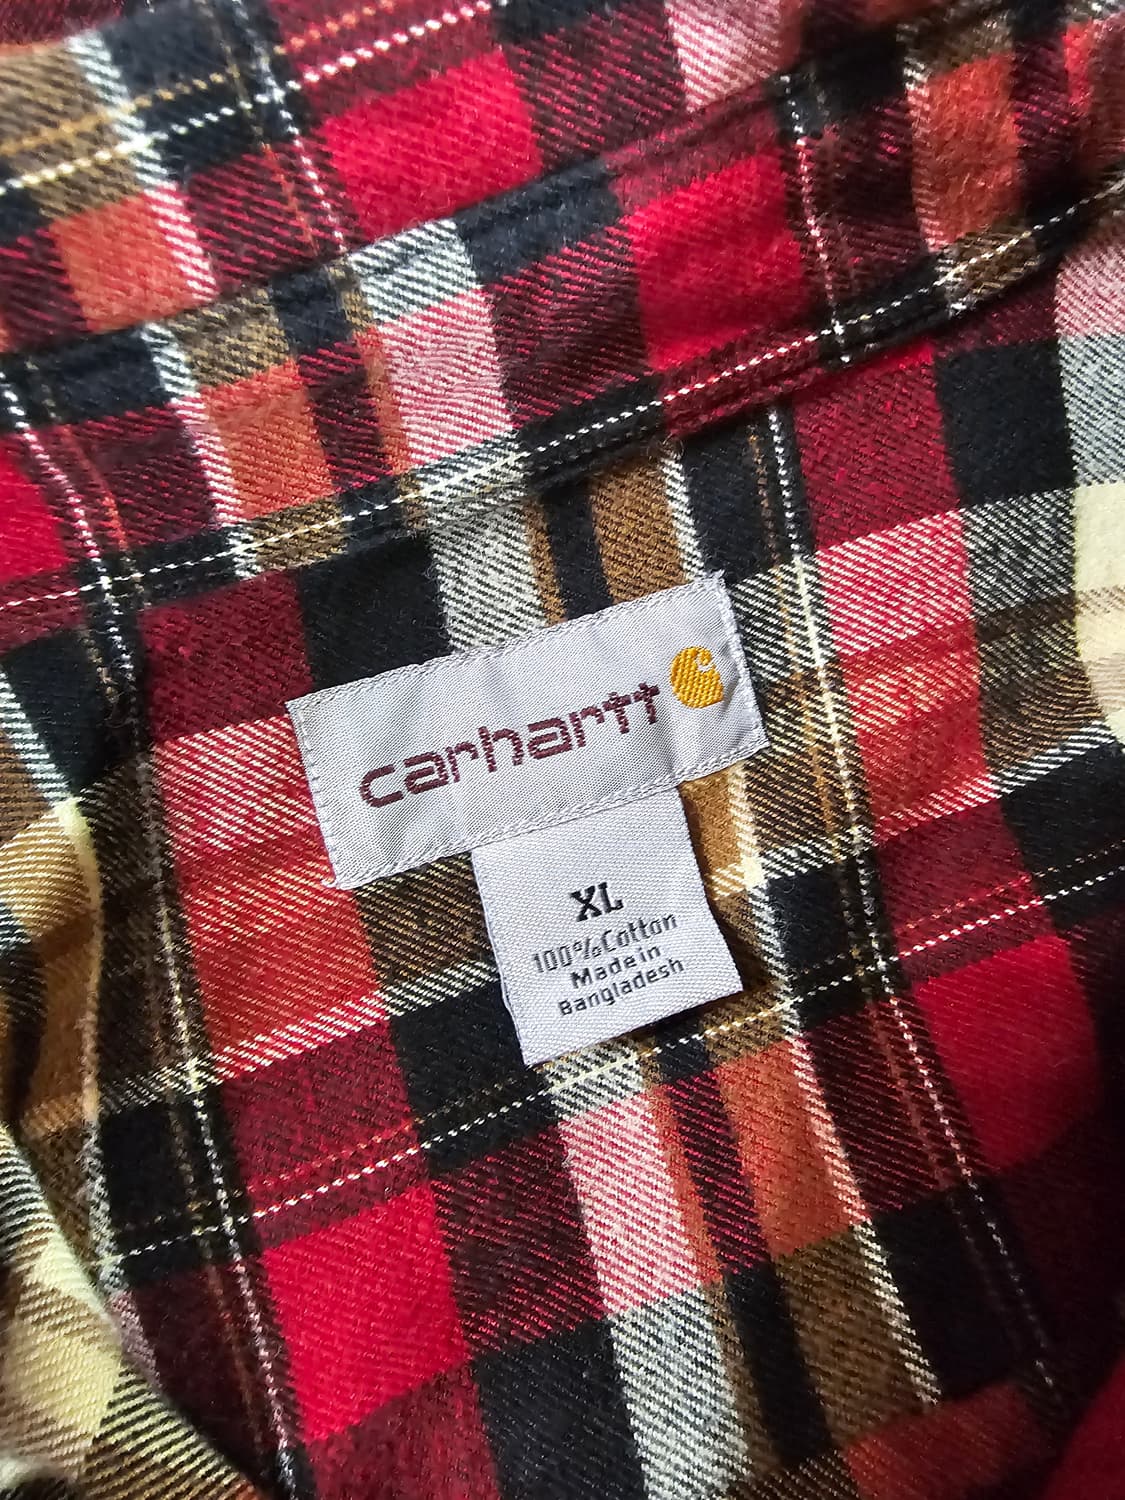 carhartt
XL
100% Cotton
Made in
Bangladesh